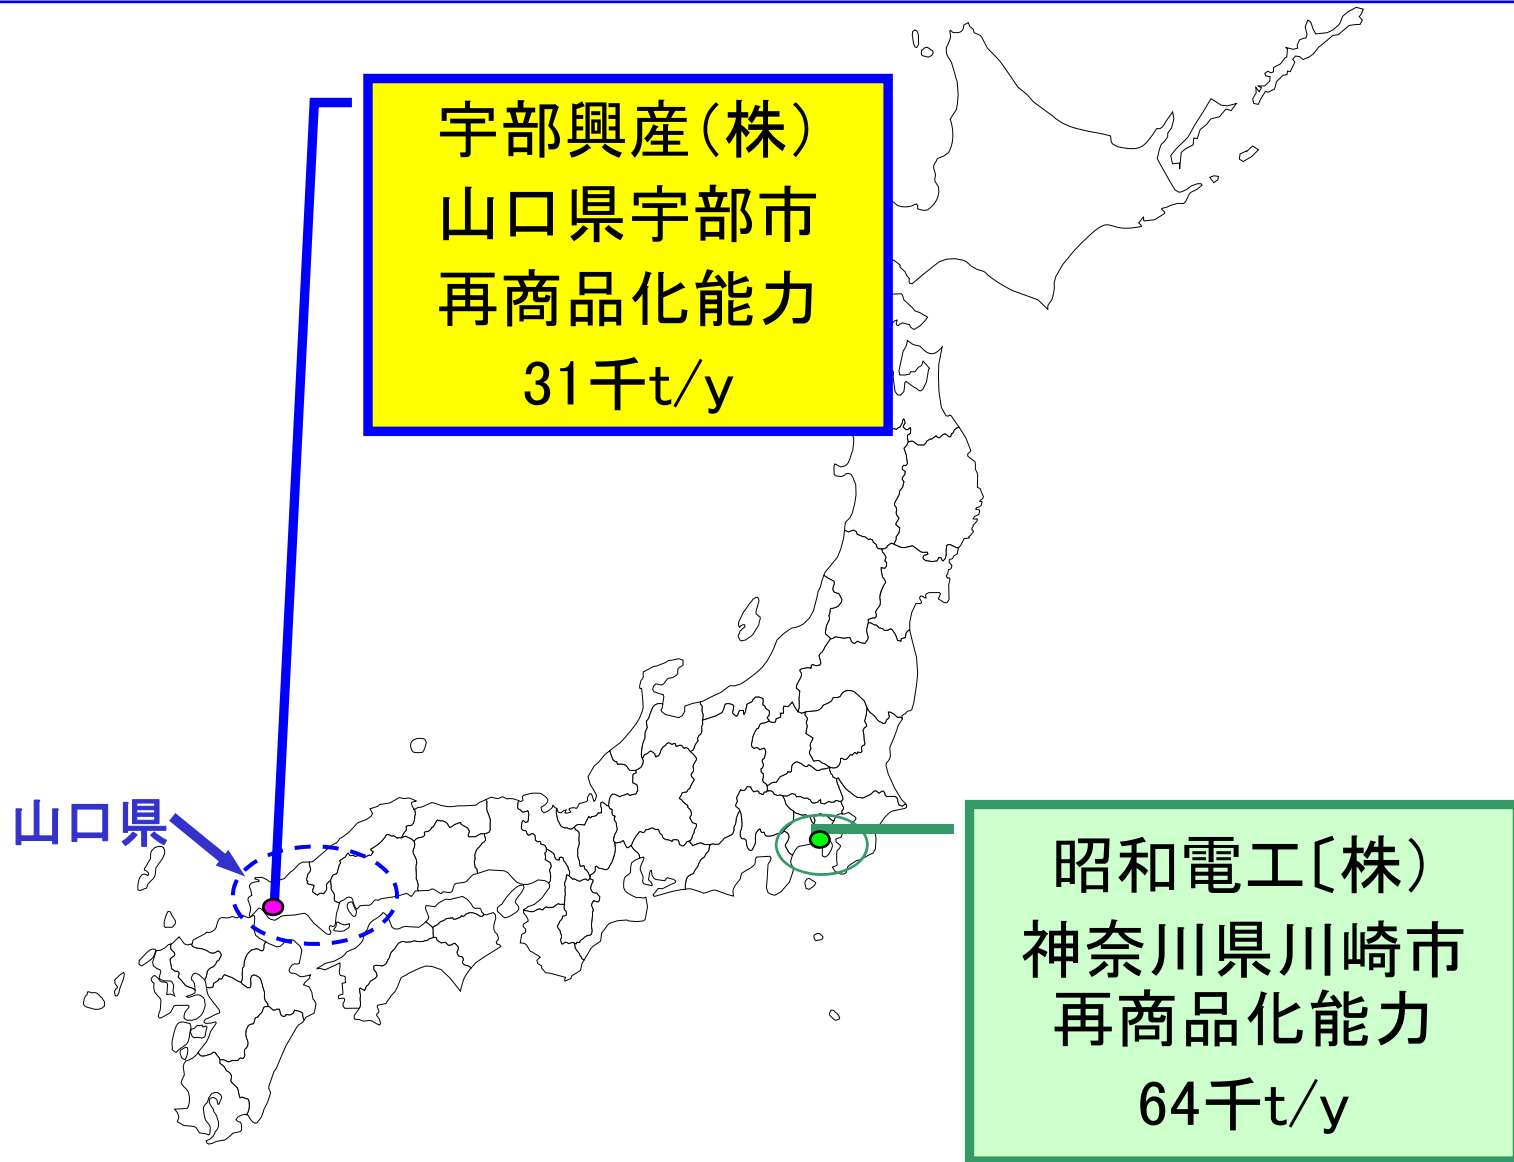 宇部興産(株)
山口県宇部市
再商品化能力
31千t/y
山口県
昭和電工〔株)
神奈川県川崎市
再商品化能力
64千t/y